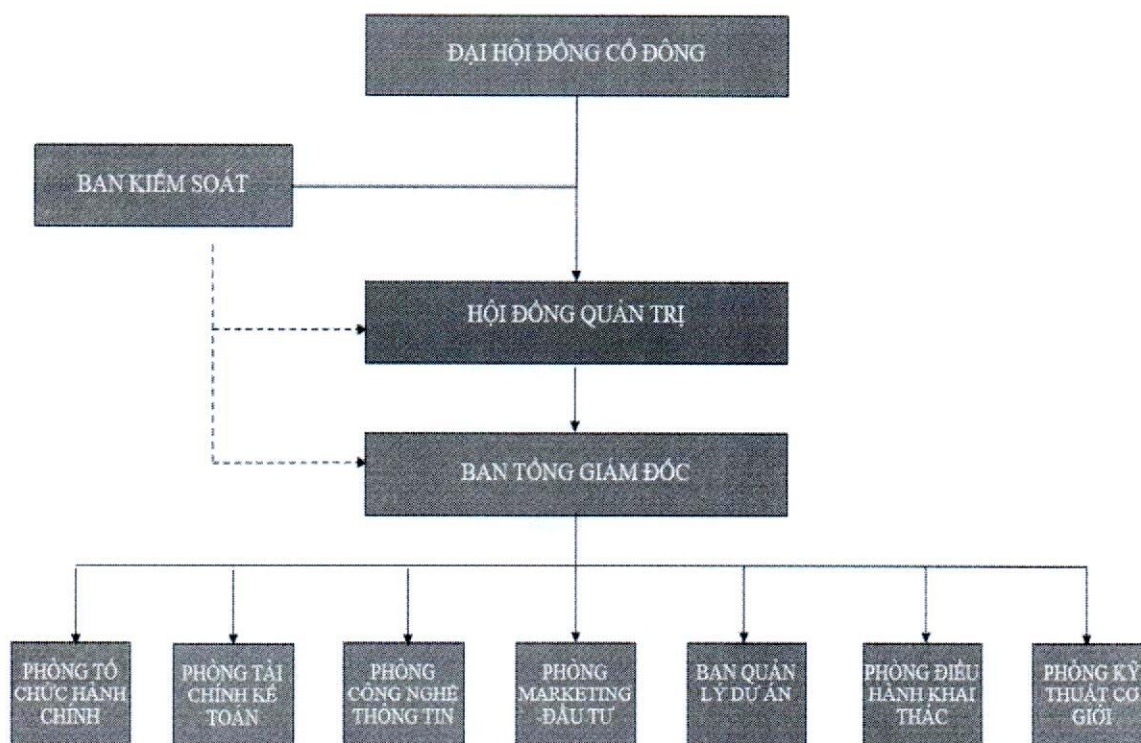 ĐẠI HỘI ĐỒNG CỔ ĐÔNG
BAN KIỂM SOÁT
HỘI ĐỒNG QUẢN TRỊ
BAN TỔNG GIÁM ĐỐC
PHÒNG TỔ
CHỨC HÀNH
CHÍNH
PHÒNG TÀI
CHÍNH KẾ
TOÁN
PHÒNG
CÔNG NGHỆ
THÔNG TIN
PHÒNG
MARKETING
-ĐẦU TƯ
BAN QUẢN
LÝ DỰ ÁN
PHÒNG ĐIỀU
HÀNH KHAI
THÁC
PHÒNG KỸ
THUẬT CƠ
GIỚI